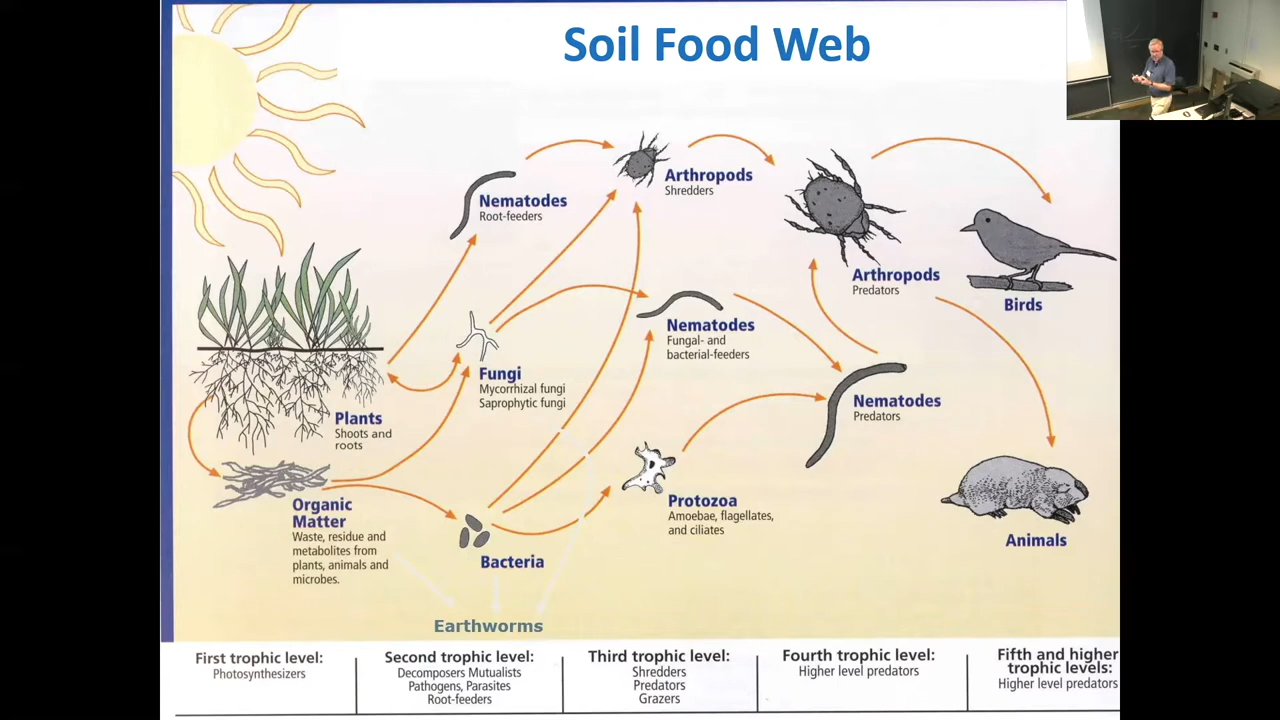 Soil Food Web
Arthropods
Shredders
Nematodes
Root-feeders
Arthropods
Predators
Birds
Nematodes
Fungal- and
bacterial-feeders
Fungi
Mycorrhizal fungi
Saprophytic fungi
Nematodes
Predators
Plants
Shoots and
roots
Organic
Matter
Waste, residue and
metabolites from
plants, animals and
microbes.
Protozoa
Amoebae, flagellates,
and ciliates
Animals
Bacteria
Earthworms
First trophic level:
Photosynthesizers
Second trophic level:
Decomposers Mutualists
Pathogens, Parasites
Root-feeders
Third trophic level:
Shredders
Predators
Grazers
Fourth trophic level:
Higher level predators
Fifth and higher
trophic levels:
Higher level predators